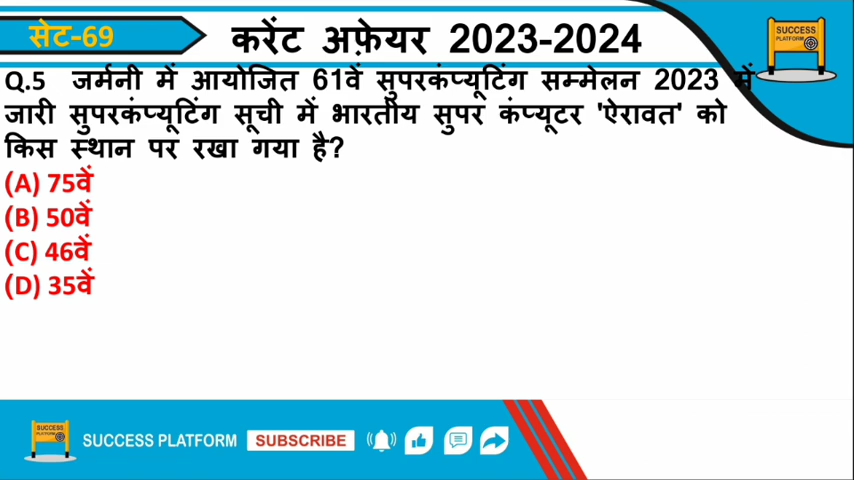 सेट-69
करेंट अफ़ेयर 2023-2024
SUCCESS
PLATFORM
Q.5 जर्मनी में आयोजित 61वें सुपरकंप्यूटिंग सम्मेलन 2023 में
जारी सुपरकंप्यूटिंग सूची में भारतीय सुपर कंप्यूटर 'ऐरावत' को
किस स्थान पर रखा गया है?
(A) 75वें
(B) 50वें
(C) 46वें
(D) 35वें
SUCCESS
PLATFORM
SUCCESS PLATFORM SUBSCRIBE